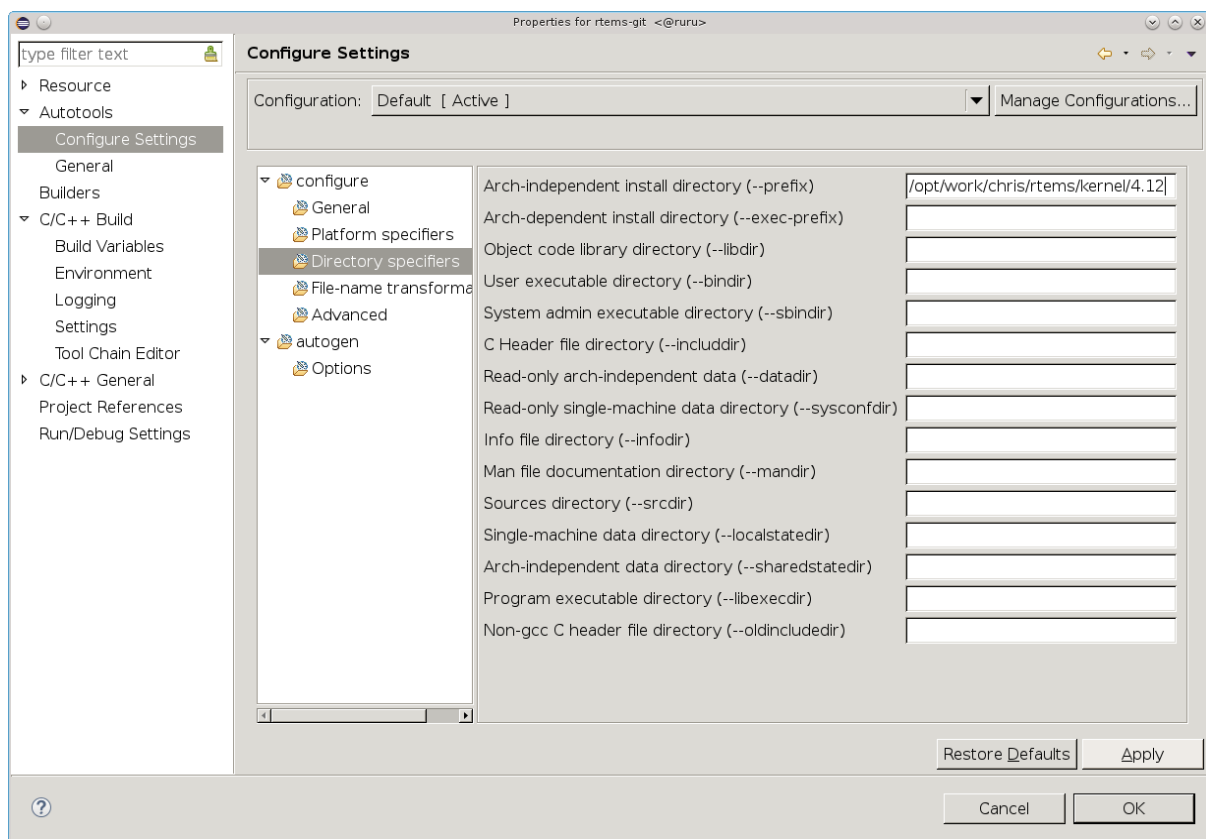 Properties for rtems-git <@ruru>
type filter text
Resource
Autotools
Configure Settings
General
Builders
C/C++ Build
Build Variables
Environment
Logging
Settings
Tool Chain Editor
C/C++ General
Project References
Run/Debug Settings
Configure Settings
Configuration: Default [ Active ] Manage Configurations...
configure
General
Platform specifiers
Directory specifiers
File-name transforma
Advanced
autogen
Options
Arch-independent install directory (--prefix) /opt/work/chris/rtems/kernel/4.12
Arch-dependent install directory (--exec-prefix)
Object code library directory (--libdir)
User executable directory (--bindir)
System admin executable directory (--sbindir)
C Header file directory (--includdir)
Read-only arch-independent data (--datadir)
Read-only single-machine data directory (--sysconfdir)
Info file directory (--infodir)
Man file documentation directory (--mandir)
Sources directory (--srcdir)
Single-machine data directory (--localstatedir)
Arch-independent data directory (--sharedstatedir)
Program executable directory (--libexecdir)
Non-gcc C header file directory (--oldincludedir)
Restore Defaults Apply
? Cancel OK